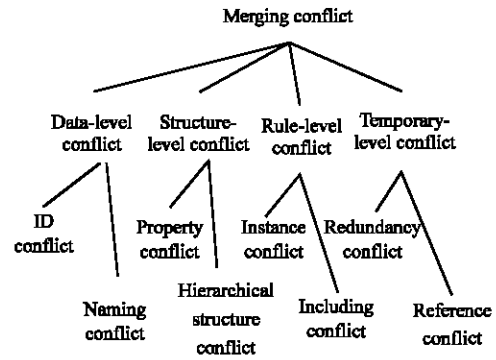 Merging conflict
Data-level
conflict
Structure-
level conflict
Rule-level
conflict
Temporary-
level conflict
ID
conflict
Property
conflict
Instance
conflict
Redundancy
conflict
Naming
conflict
Hierarchical
structure
conflict
Including
conflict
Reference
conflict